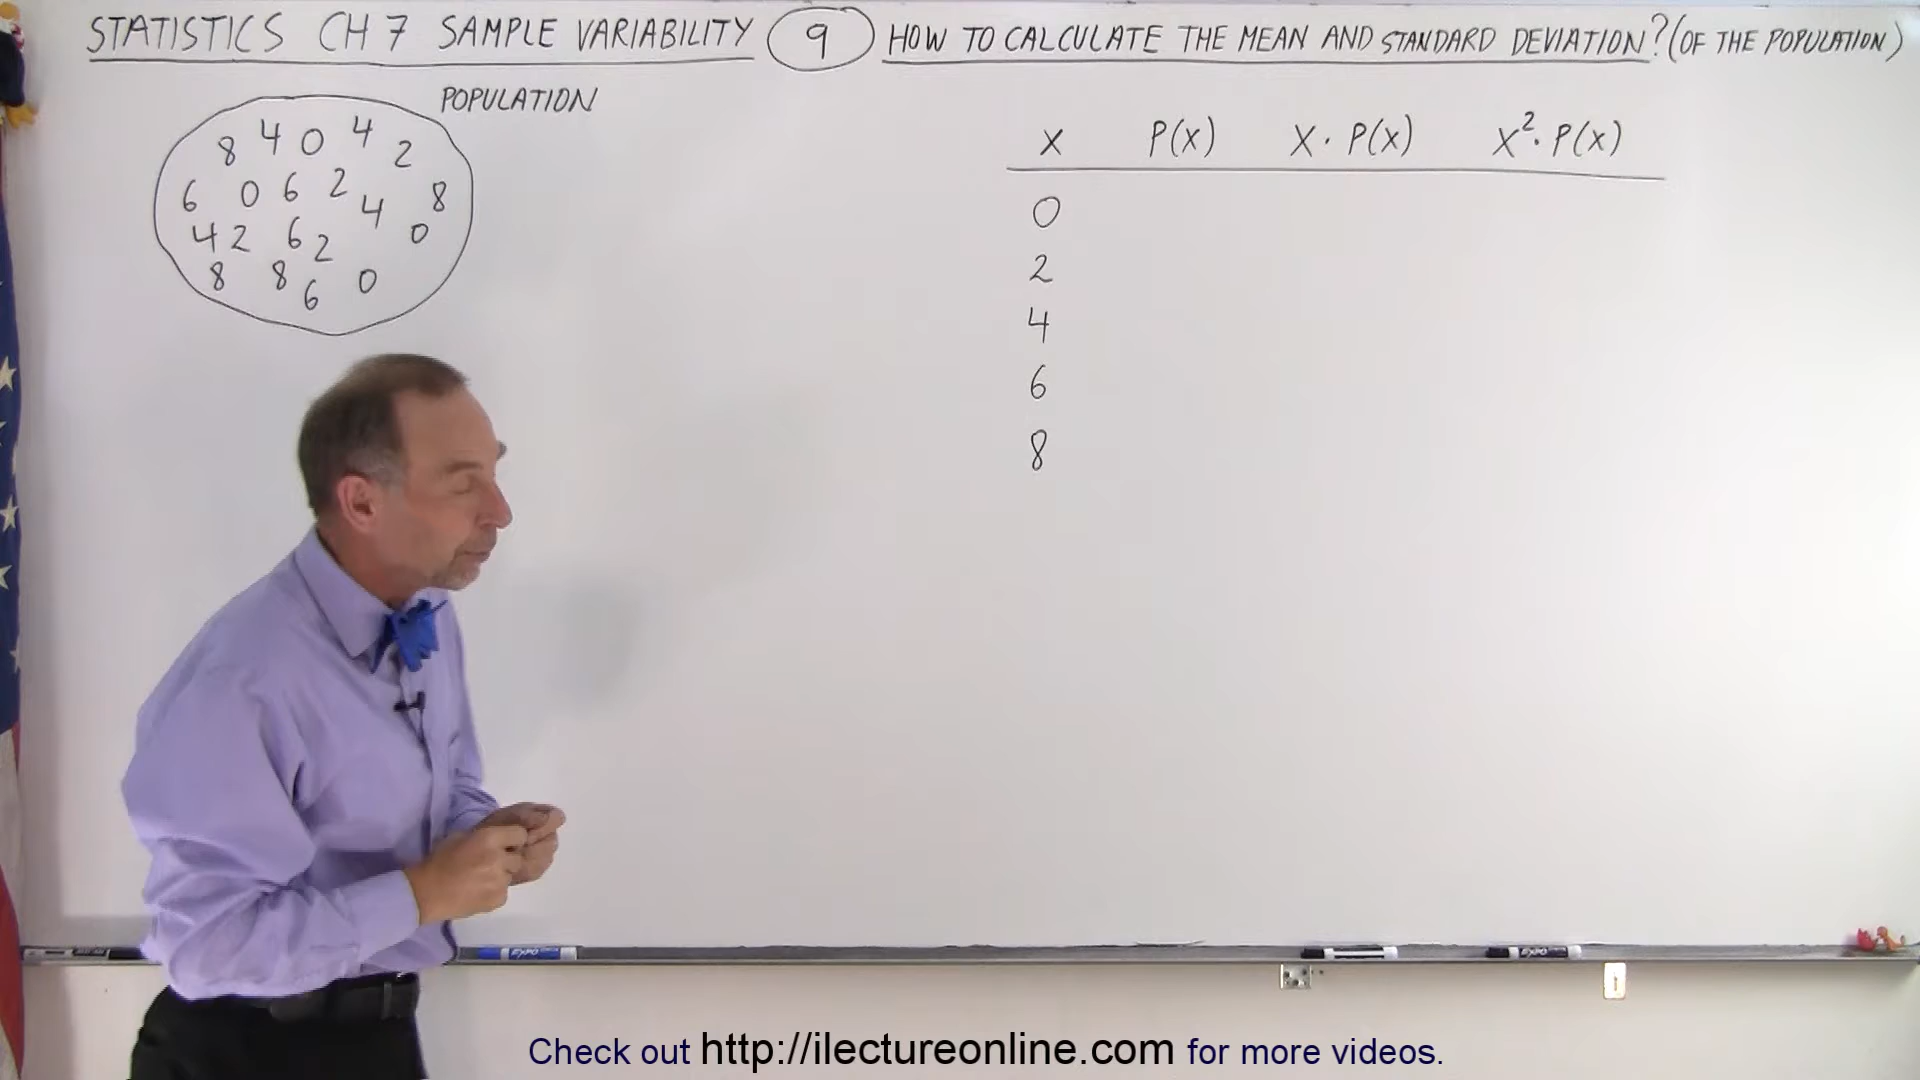 STATISTICS CH 7 SAMPLE VARIABILITY 9 HOW TO CALCULATE THE MEAN AND STANDARD DEVIATION? (OF THE POPULATION)
POPULATION
8 4 0 4 2
6 0 6 2 4 8
4 2 6 2 0
8 8 6 0
X P(X) X · P(X) X²· P(X)
0
2
4
6
8
EXPO
EXPO
Check out http://ilectureonline.com for more videos.